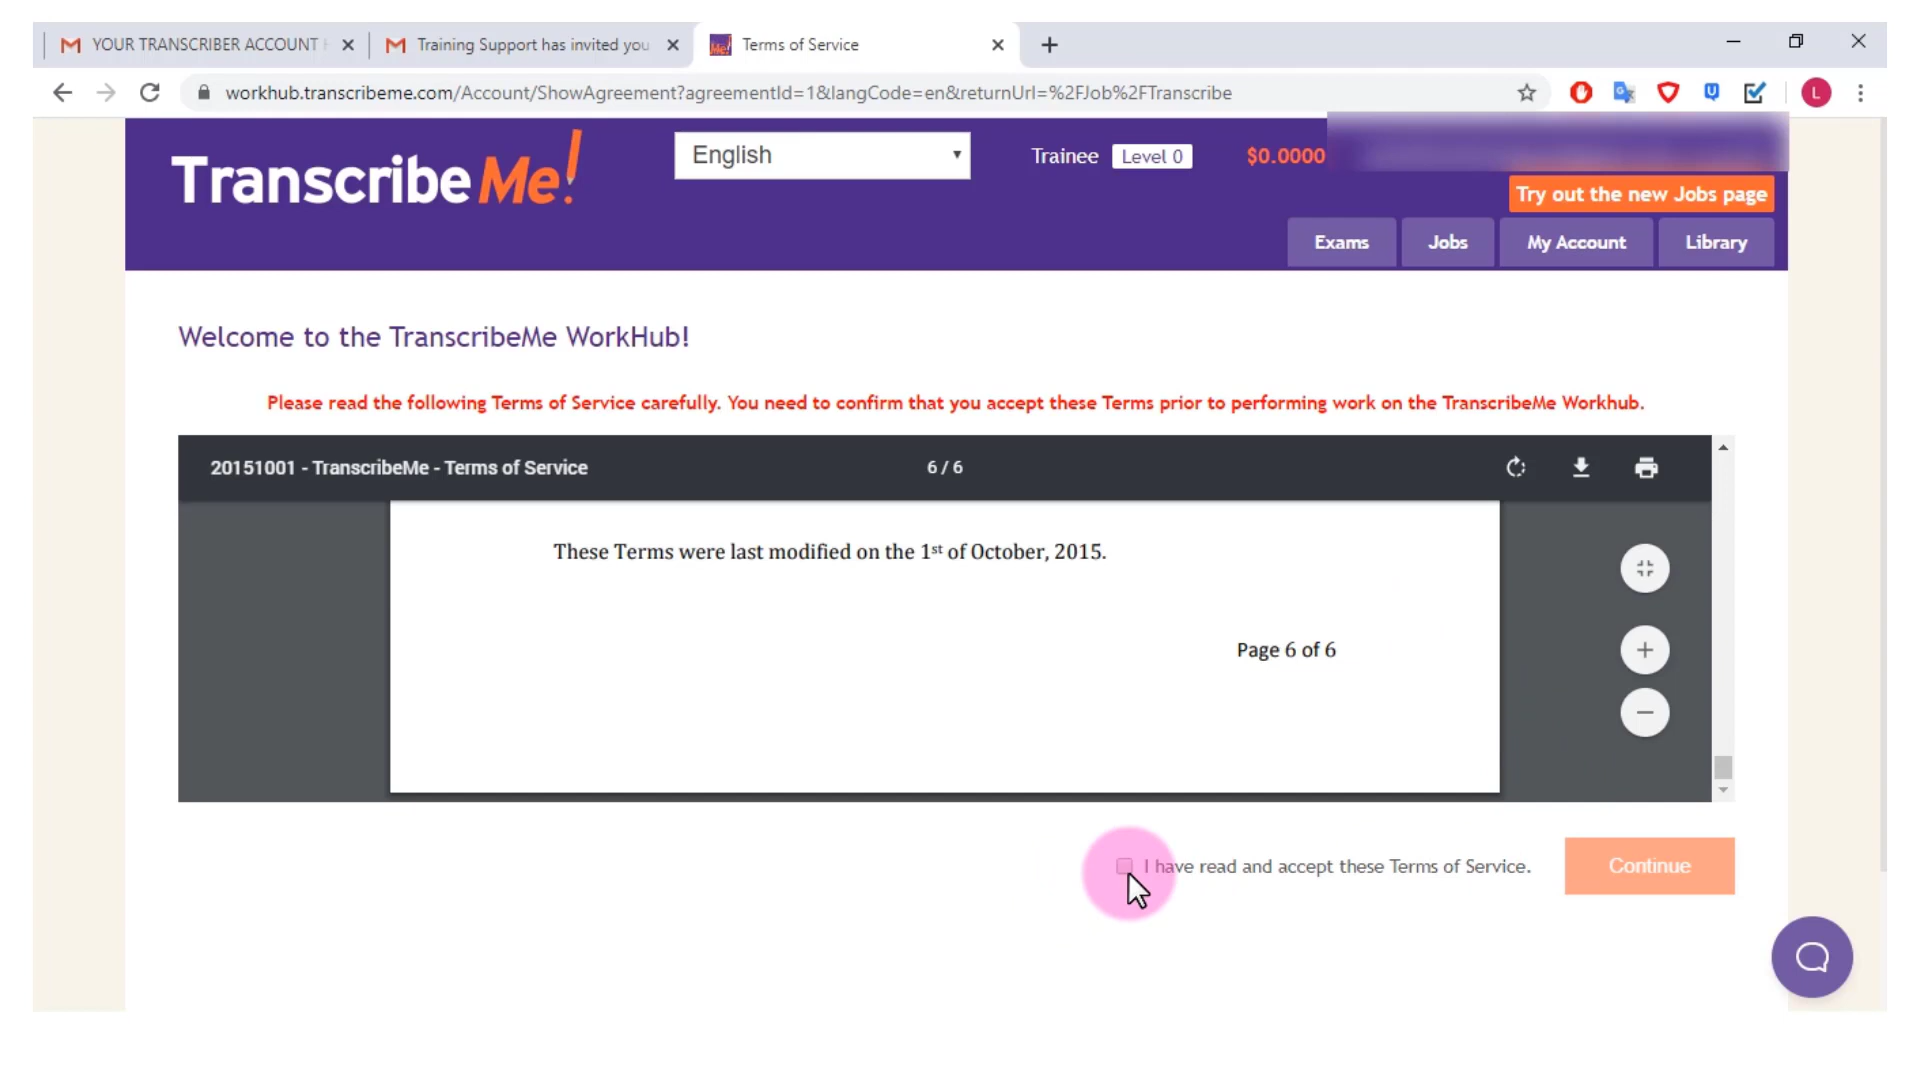 YOUR TRANSCRIBER ACCOUNT
Training Support has invited you
Me!
Terms of Service
workhub.transcribeme.com/Account/ShowAgreement?agreementId=1&langCode=en&returnUrl=%2FJob%2FTranscribe
L
TranscribeMe!
English
Trainee Level 0 $0.0000
Try out the new Jobs page
Exams Jobs My Account Library
Welcome to the TranscribeMe WorkHub!
Please read the following Terms of Service carefully. You need to confirm that you accept these Terms prior to performing work on the TranscribeMe Workhub.
20151001 - TranscribeMe - Terms of Service 6 / 6
These Terms were last modified on the 1st of October, 2015.
Page 6 of 6
I have read and accept these Terms of Service. Continue